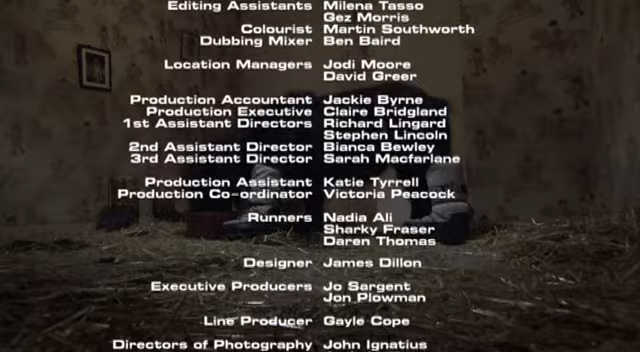 Editing Assistants Milena Tasso
Gez Morris
Colourist Martin Southworth
Dubbing Mixer Ben Baird
Location Managers Jodi Moore
David Greer
Production Accountant Jackie Byrne
Production Executive Claire Bridgland
1st Assistant Directors Richard Lingard
Stephen Lincoln
2nd Assistant Director Bianca Bewley
3rd Assistant Director Sarah Macfarlane
Production Assistant Katie Tyrrell
Production Co-ordinator Victoria Peacock
Runners Nadia Ali
Sharky Fraser
Daren Thomas
Designer James Dillon
Executive Producers Jo Sargent
Jon Plowman
Line Producer Gayle Cope
Directors of Photography John Ignatius